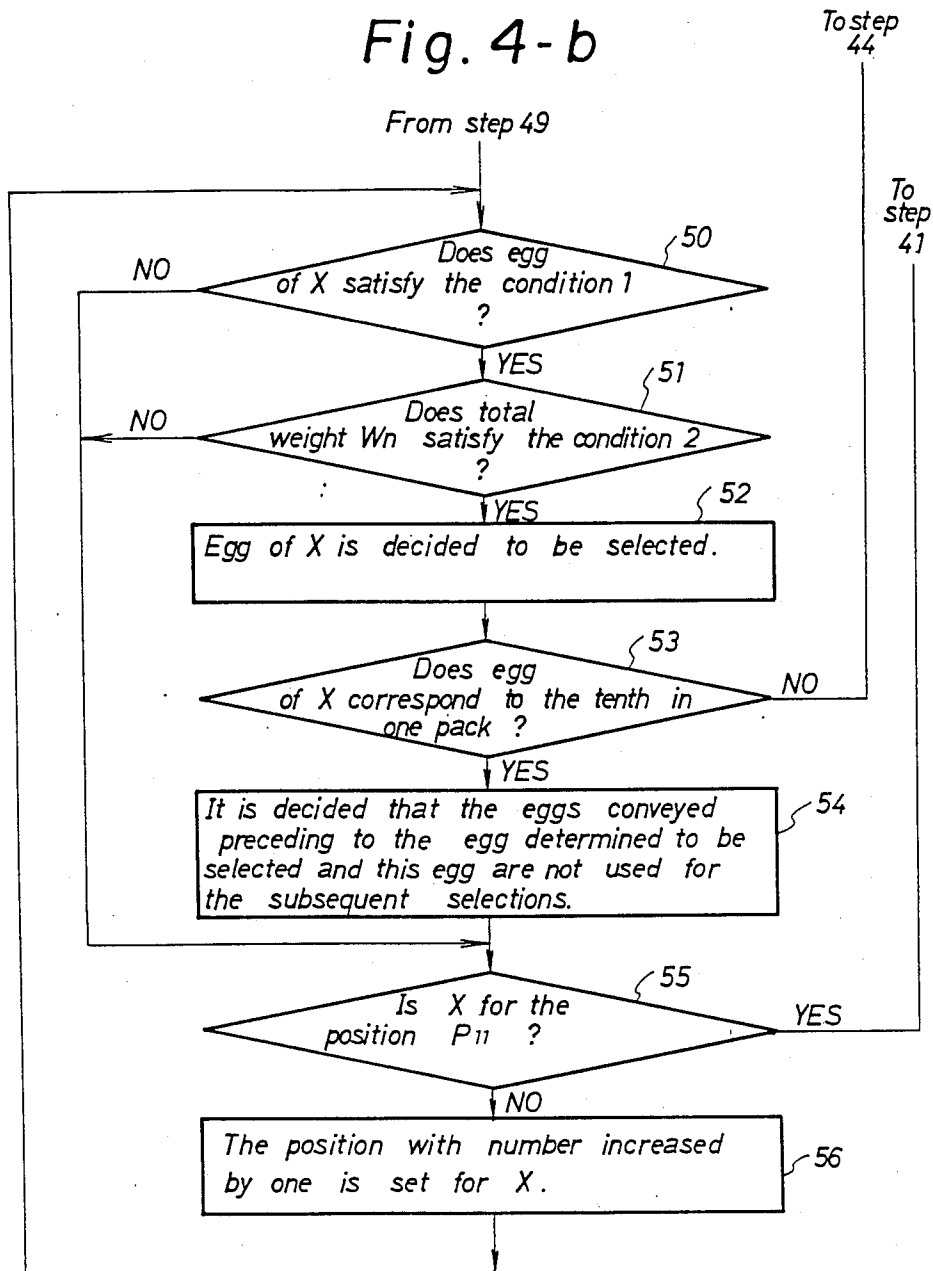 Fig. 4-b
To step
44
From step 49
To
step
41
50
Does egg
of X satisfy the condition 1
?
NO
YES
51
Does total
weight Wn satisfy the condition 2
?
NO
YES
52
Egg of X is decided to be selected.
53
Does egg
of X correspond to the tenth in
one pack ?
NO
YES
54
It is decided that the eggs conveyed
preceding to the egg determined to be
selected and this egg are not used for
the subsequent selections.
55
Is X for the
position P11 ?
YES
NO
56
The position with number increased
by one is set for X.